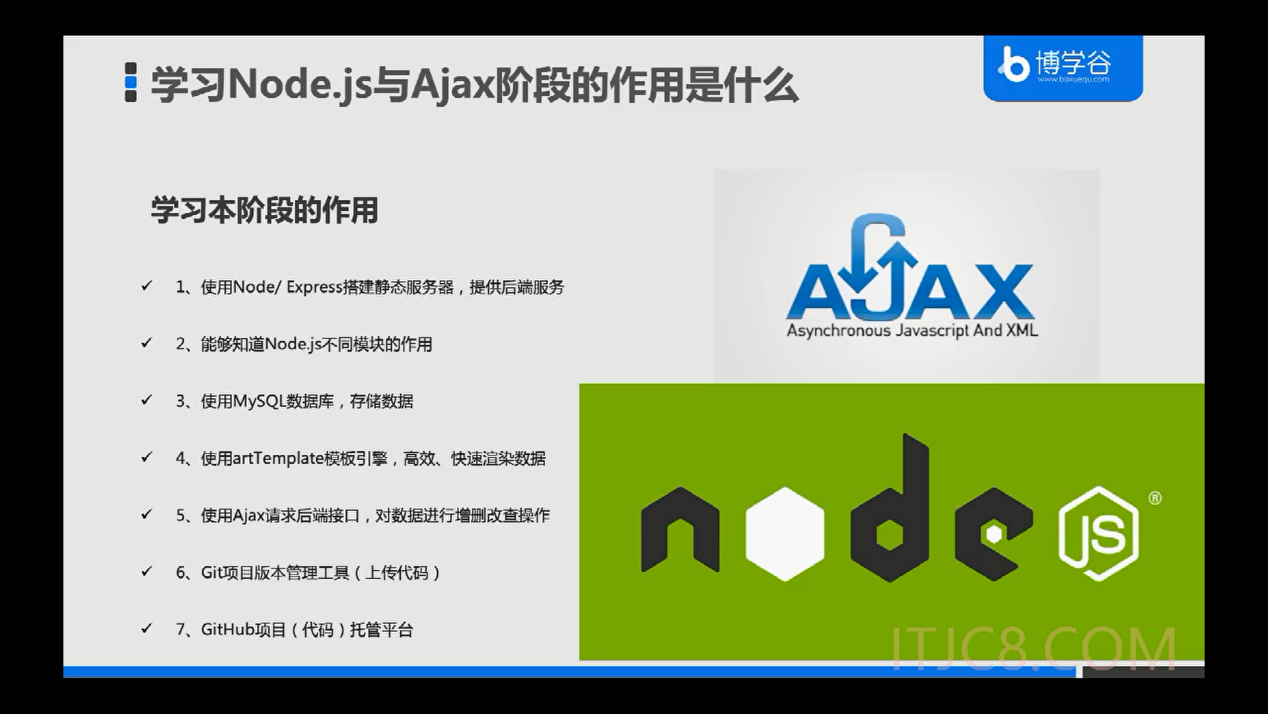 学习Node.js与Ajax阶段的作用是什么
博学谷
www.boxuegu.com
学习本阶段的作用
✓ 1、使用Node/ Express搭建静态服务器，提供后端服务
✓ 2、能够知道Node.js不同模块的作用
✓ 3、使用MySQL数据库，存储数据
✓ 4、使用artTemplate模板引擎，高效、快速渲染数据
✓ 5、使用Ajax请求后端接口，对数据进行增删改查操作
✓ 6、Git项目版本管理工具（上传代码）
✓ 7、GitHub项目（代码）托管平台
AJAX
Asynchronous Javascript And XML
node JS ®
ITJC8.COM